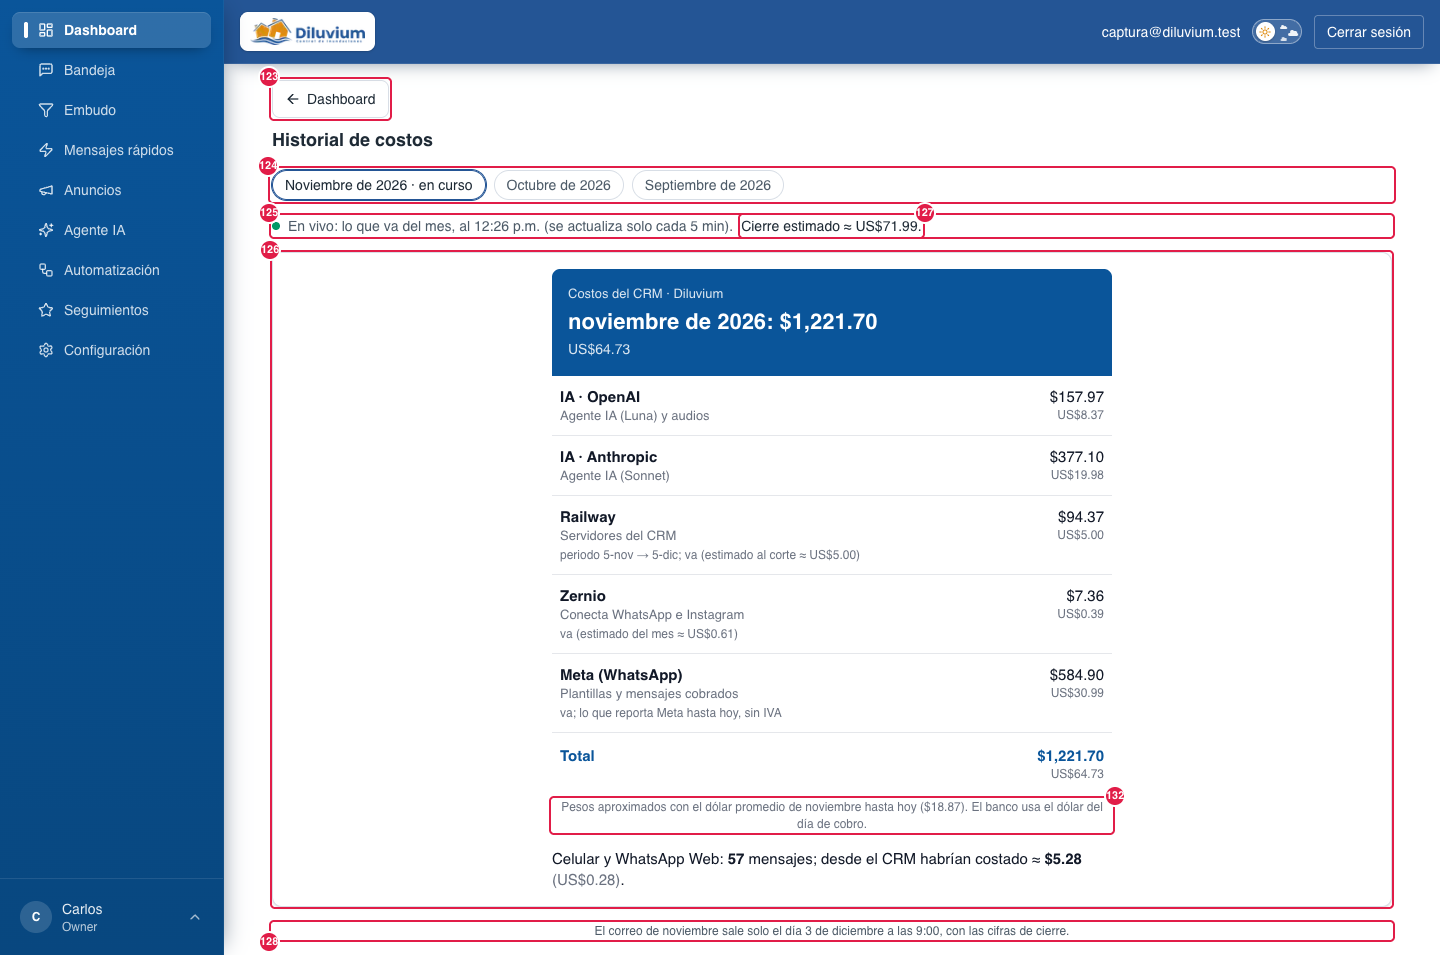 Dashboard
Bandeja
Embudo
Mensajes rápidos
Anuncios
Agente IA
Automatización
Seguimientos
Configuración
C
Carlos
Owner
Diluvium
captura@diluvium.test
Cerrar sesión
123
Dashboard
Historial de costos
124
Noviembre de 2026 · en curso
Octubre de 2026
Septiembre de 2026
125
127
En vivo: lo que va del mes, al 12:26 p.m. (se actualiza solo cada 5 min). Cierre estimado ≈ US$71.99.
126
Costos del CRM · Diluvium
noviembre de 2026: $1,221.70
US$64.73
IA · OpenAI $157.97
Agente IA (Luna) y audios US$8.37
IA · Anthropic $377.10
Agente IA (Sonnet) US$19.98
Railway $94.37
Servidores del CRM US$5.00
periodo 5-nov → 5-dic; va (estimado al corte ≈ US$5.00)
Zernio $7.36
Conecta WhatsApp e Instagram US$0.39
va (estimado del mes ≈ US$0.61)
Meta (WhatsApp) $584.90
Plantillas y mensajes cobrados US$30.99
va; lo que reporta Meta hasta hoy, sin IVA
Total $1,221.70
US$64.73
132
Pesos aproximados con el dólar promedio de noviembre hasta hoy ($18.87). El banco usa el dólar del
día de cobro.
Celular y WhatsApp Web: 57 mensajes; desde el CRM habrían costado ≈ $5.28
(US$0.28).
128
El correo de noviembre sale solo el día 3 de diciembre a las 9:00, con las cifras de cierre.